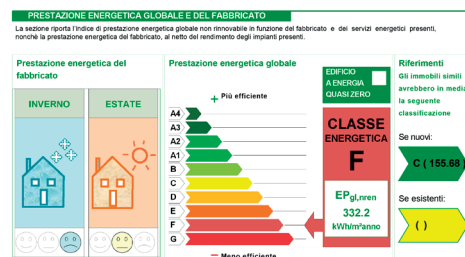 PRESTAZIONE ENERGETICA GLOBALE E DEL FABBRICATO
La sezione riporta l'indice di prestazione energetica globale non rinnovabile in funzione del fabbricato e dei servizi energetici presenti,
nonchè la prestazione energetica del fabbricato, al netto del rendimento degli impianti presenti.
Prestazione energetica del
fabbricato
INVERNO
ESTATE
Prestazione energetica globale
+ Più efficiente
A4
A3
A2
A1
B
C
D
E
F
G
— Meno efficiente
EDIFICIO
A ENERGIA
QUASI ZERO
CLASSE
ENERGETICA
F
EPgl,nren
332.2
kWh/m²anno
Riferimenti
Gli immobili simili
avrebbero in media
la seguente
classificazione
Se nuovi:
C ( 155.68 )
Se esistenti:
( )